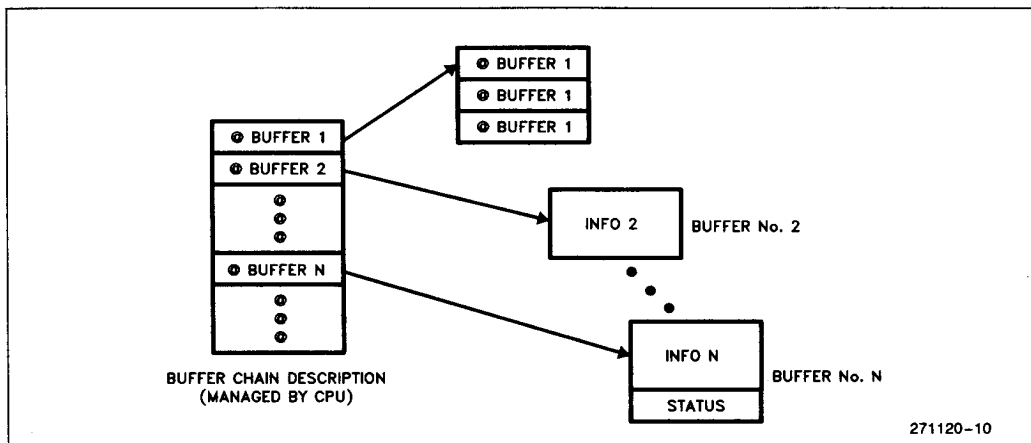 @ BUFFER 1
@ BUFFER 1
@ BUFFER 1
@ BUFFER 1
@ BUFFER 2
@
@
@
@ BUFFER N
@
@
@
BUFFER CHAIN DESCRIPTION
(MANAGED BY CPU)
INFO 2
BUFFER No. 2
INFO N
STATUS
BUFFER No. N
271120-10